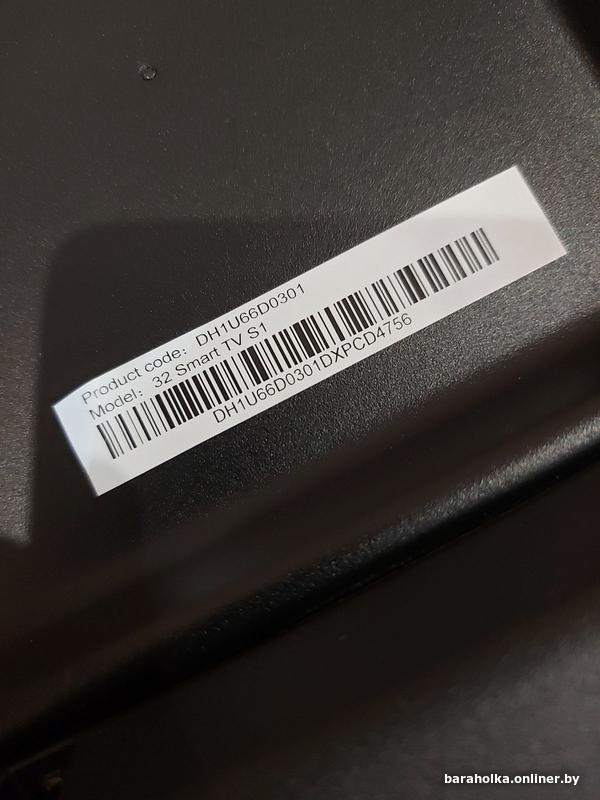 Product code: DH1U66D0301
Model: 32 Smart TV S1
DH1U66D0301DXPCD4756
baraholka.onliner.by